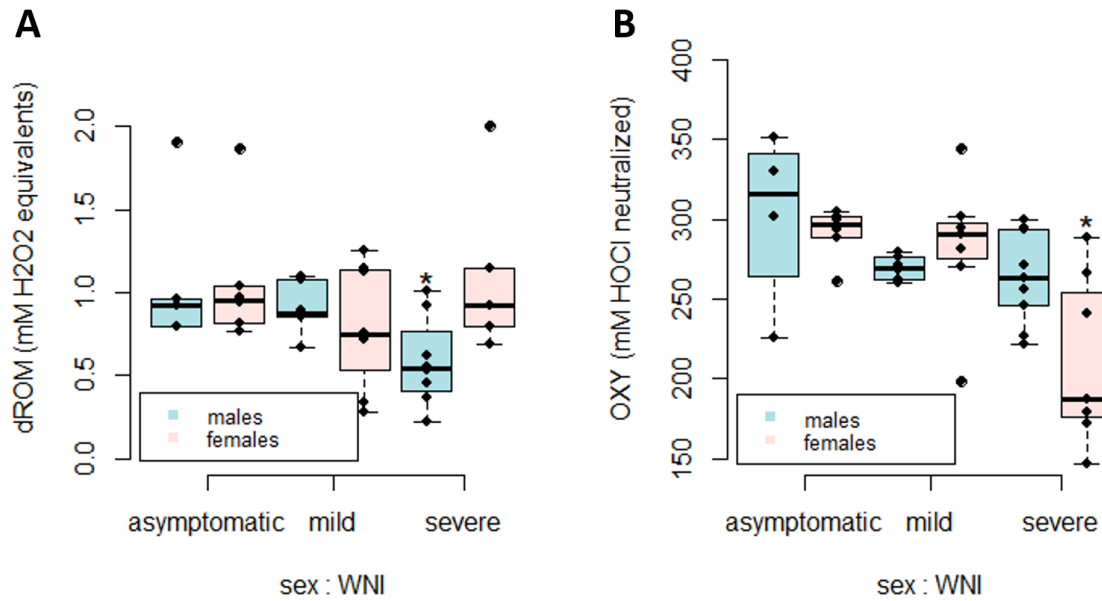 A
dROM (mM H2O2 equivalents)
2.0
1.5
1.0
0.5
0.0
*
males
females
asymptomatic mild severe
sex : WNI
B
OXY (mM HOCl neutralized)
400
350
300
250
200
150
*
males
females
asymptomatic mild severe
sex : WNI